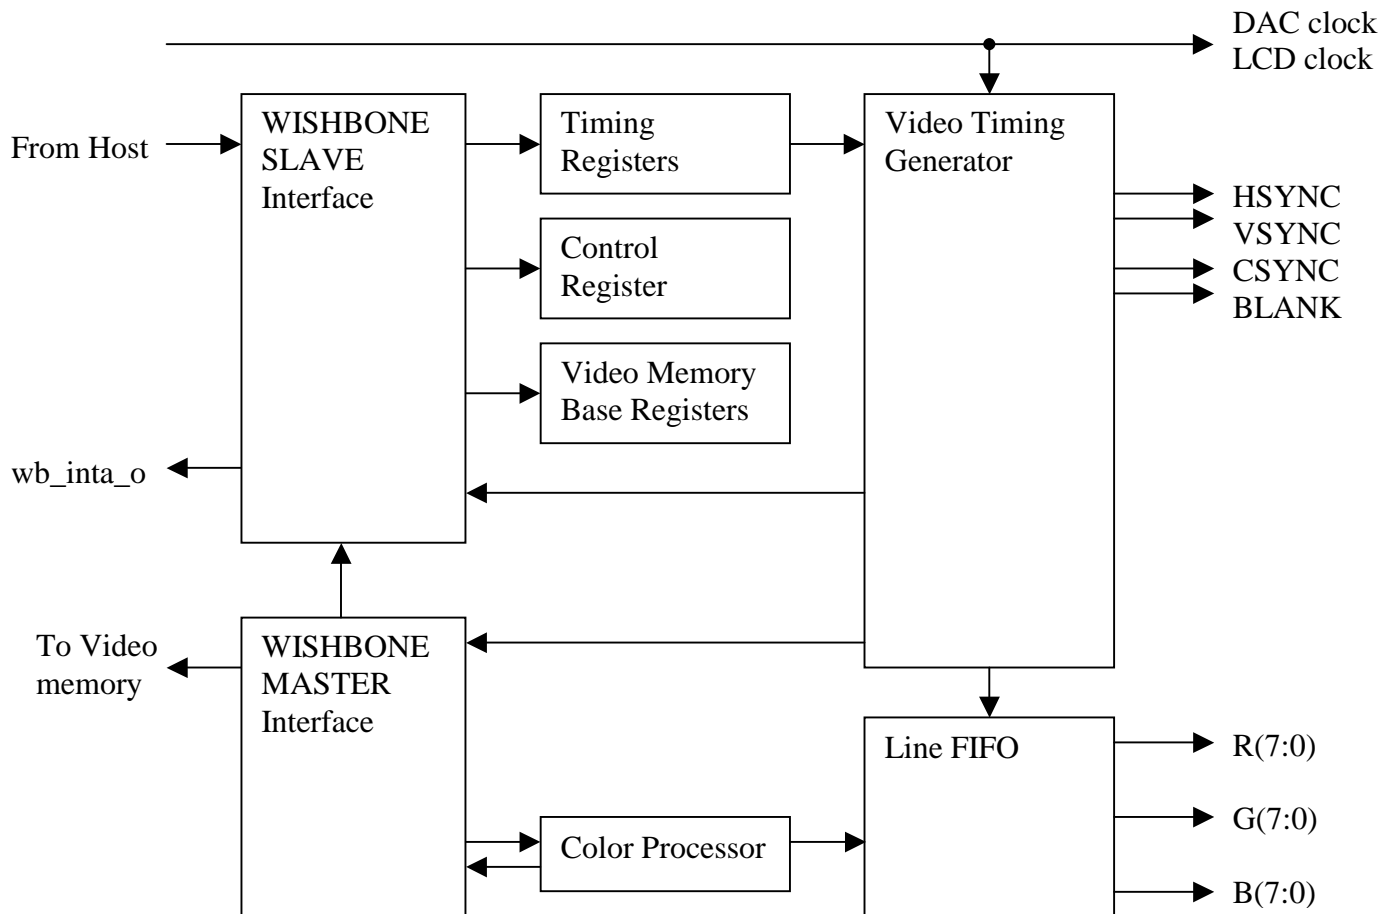 DAC clock
LCD clock
From Host
WISHBONE
SLAVE
Interface
Timing
Registers
Video Timing
Generator
HSYNC
VSYNC
CSYNC
BLANK
Control
Register
Video Memory
Base Registers
wb_inta_o
To Video
memory
WISHBONE
MASTER
Interface
Line FIFO
R(7:0)
G(7:0)
B(7:0)
Color Processor